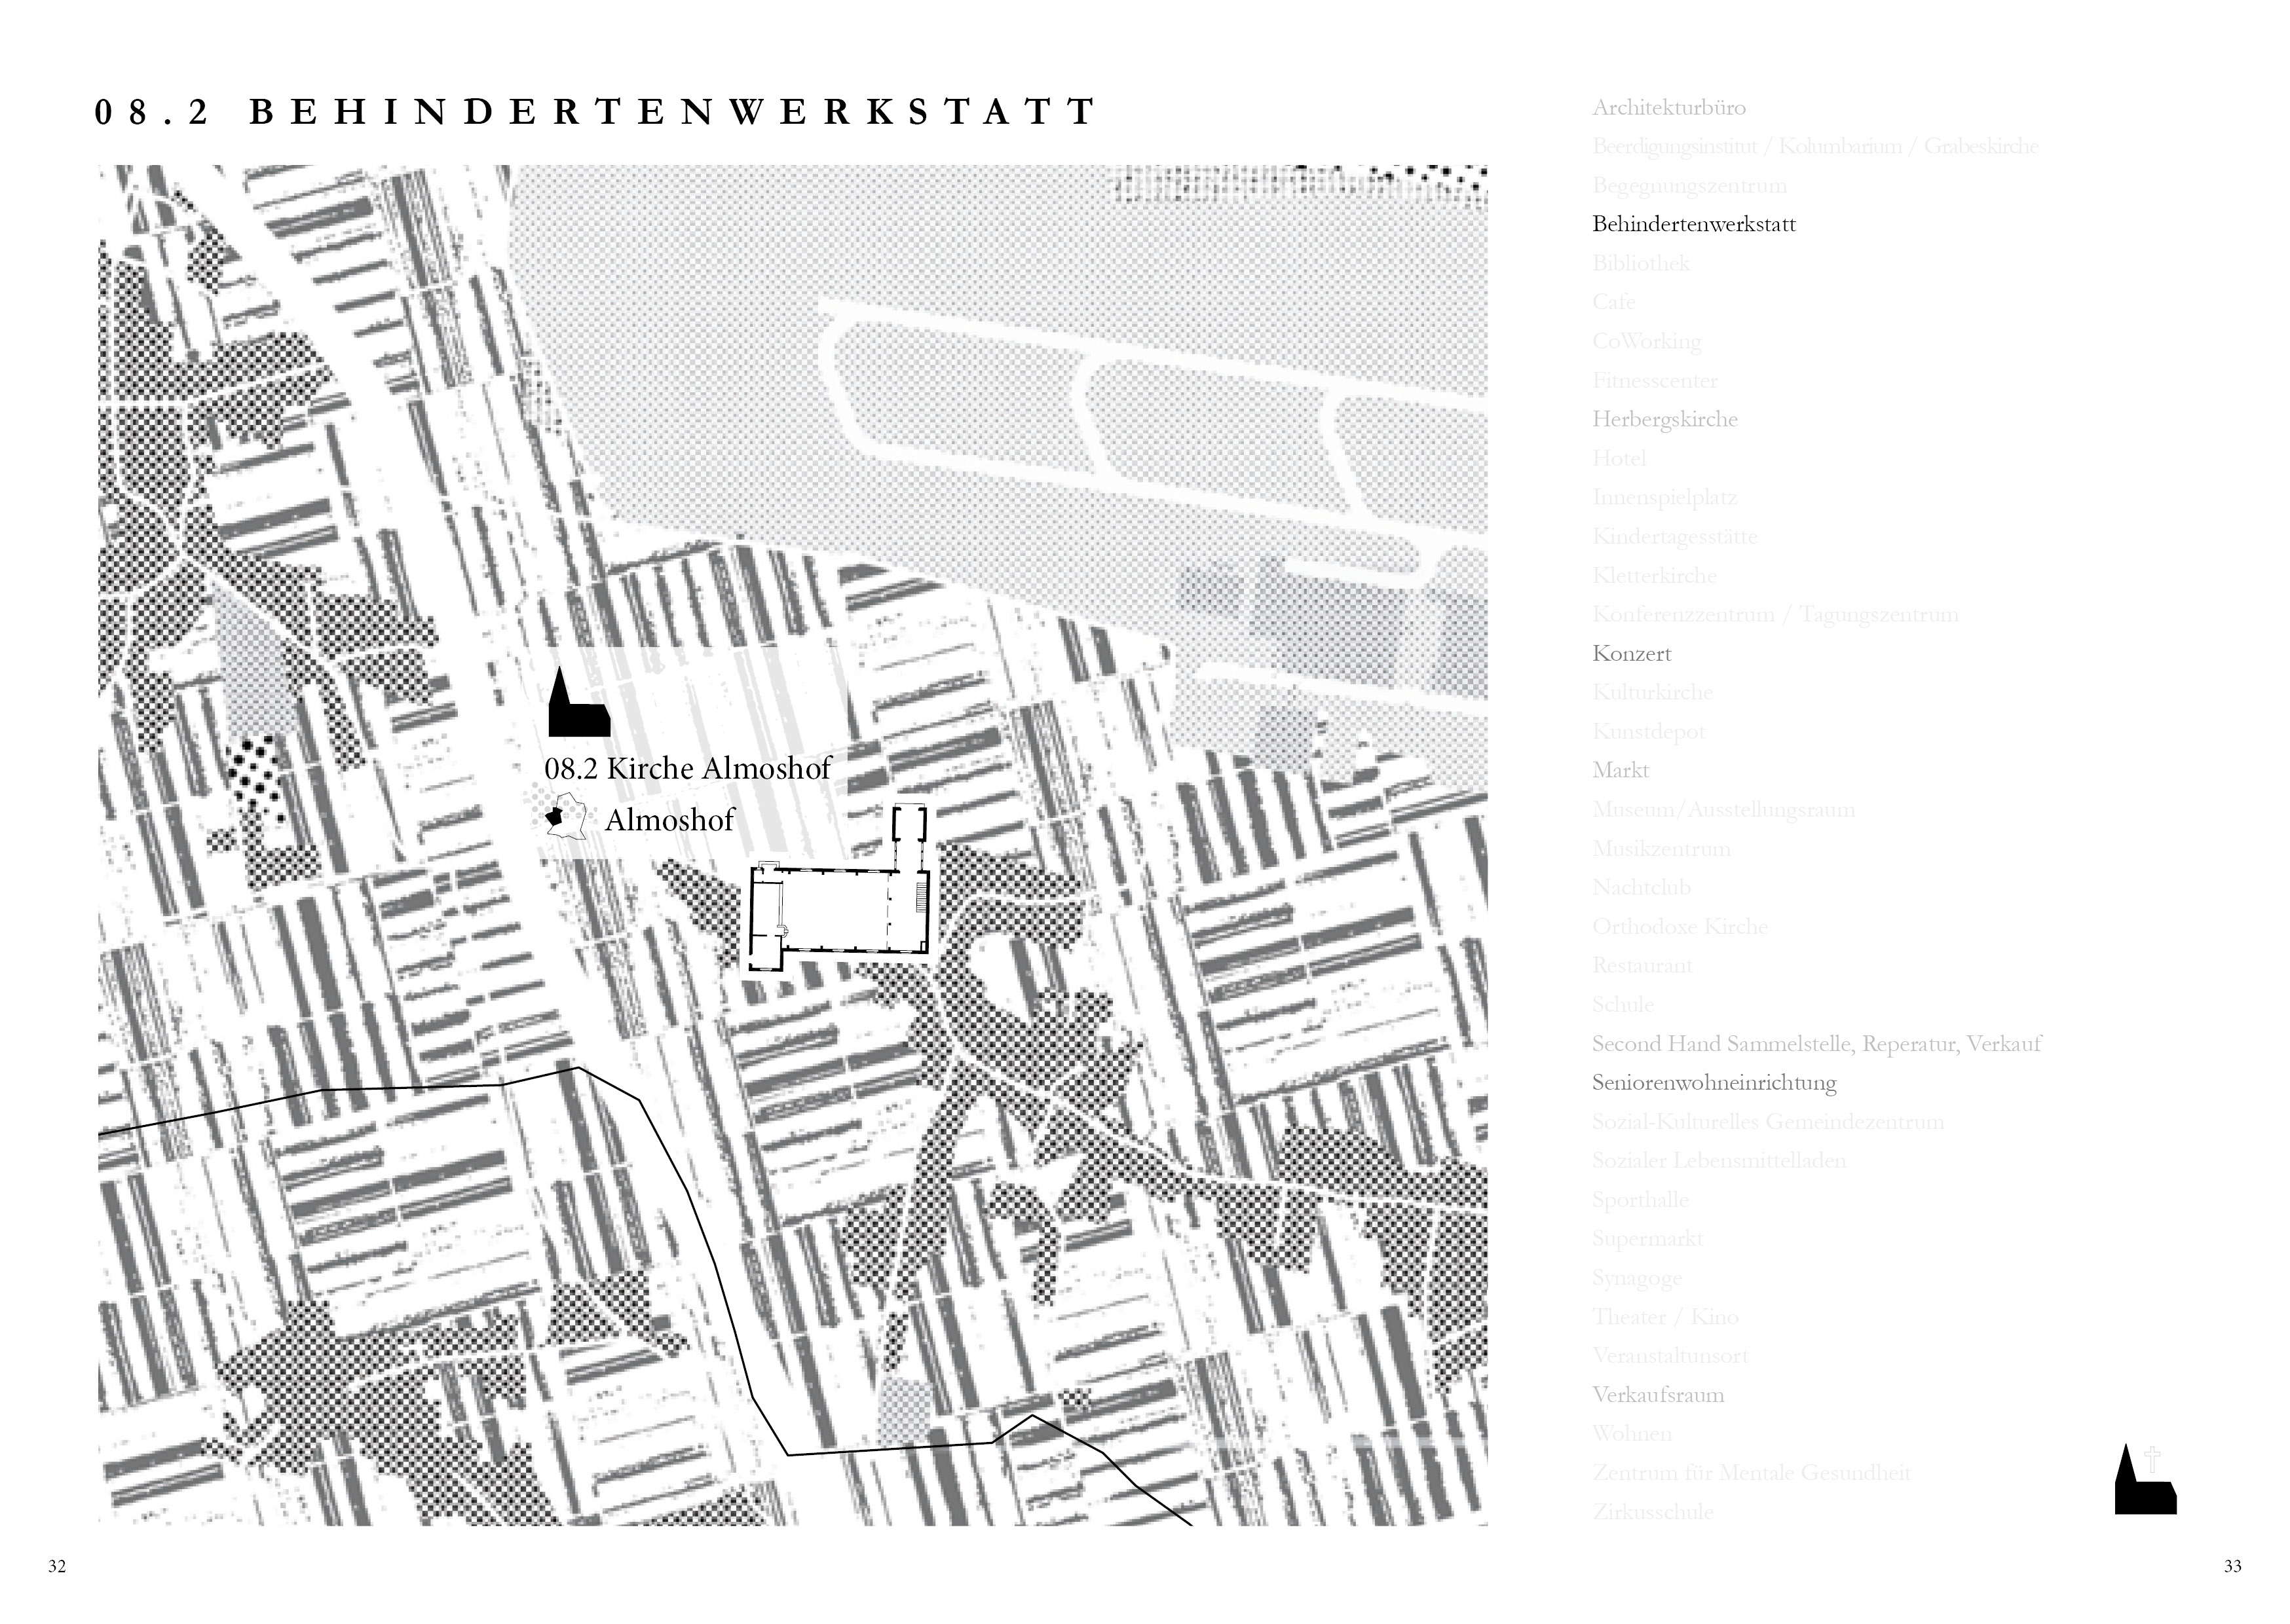 08.2 BEHINDERTENWERKSTATT
08.2 Kirche Almoshof
Almoshof
32
Architekturbüro
Beerdigungsinstitut / Kolumbarium / Grabeskirche
Begegnungszentrum
Behindertenwerkstatt
Bibliothek
Cafe
CoWorking
Fitnesscenter
Herbergskirche
Hotel
Innenspielplatz
Kindertagesstätte
Kletterkirche
Konferenzzentrum / Tagungszentrum
Konzert
Kulturkirche
Kunstdepot
Markt
Museum/Ausstellungsraum
Musikzentrum
Nachtclub
Orthodoxe Kirche
Restaurant
Schule
Second Hand Sammelstelle, Reperatur, Verkauf
Seniorenwohneinrichtung
Sozial-Kulturelles Gemeindezentrum
Sozialer Lebensmittelladen
Sporthalle
Supermarkt
Synagoge
Theater / Kino
Veranstaltunsort
Verkaufsraum
Wohnen
Zentrum für Mentale Gesundheit
Zirkusschule
33